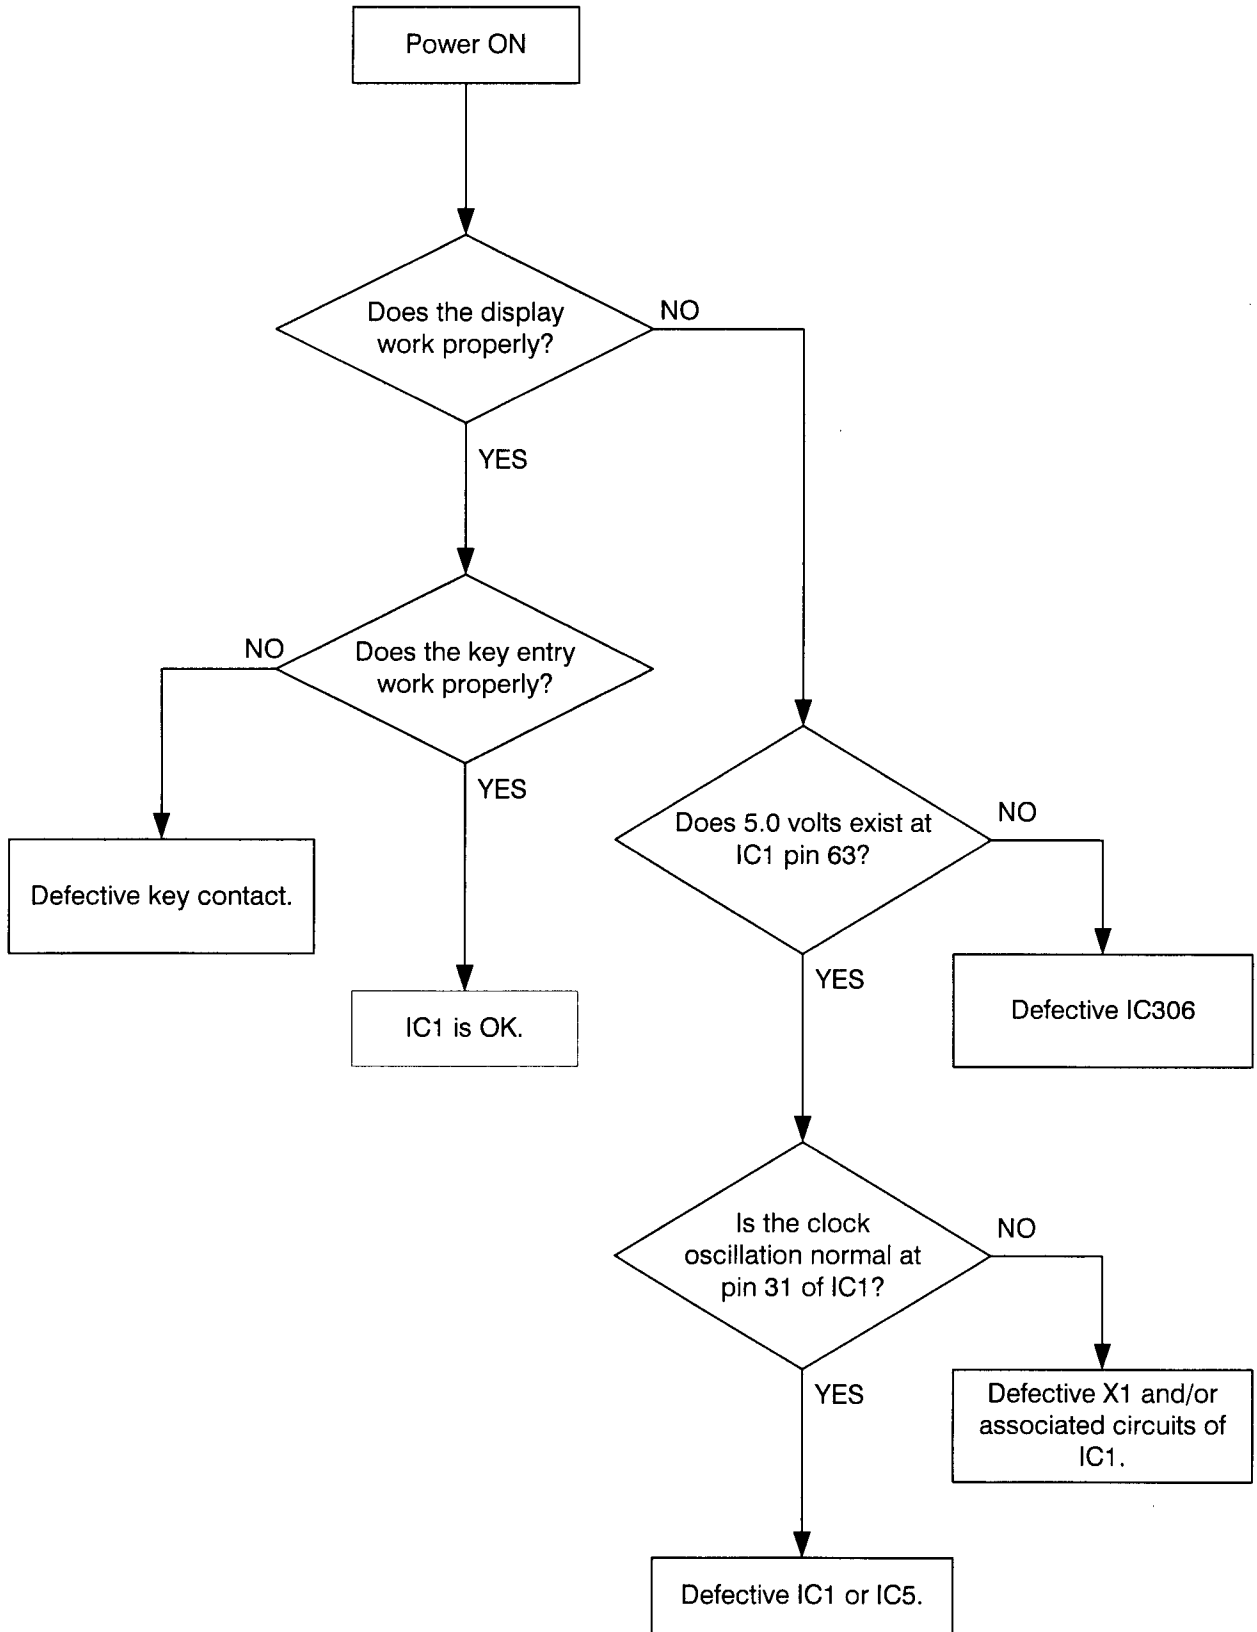 Power ON
Does the display
work properly?
NO
YES
Does the key entry
work properly?
NO
YES
Defective key contact.
IC1 is OK.
Does 5.0 volts exist at
IC1 pin 63?
NO
YES
Defective IC306
Is the clock
oscillation normal at
pin 31 of IC1?
NO
YES
Defective X1 and/or
associated circuits of
IC1.
Defective IC1 or IC5.